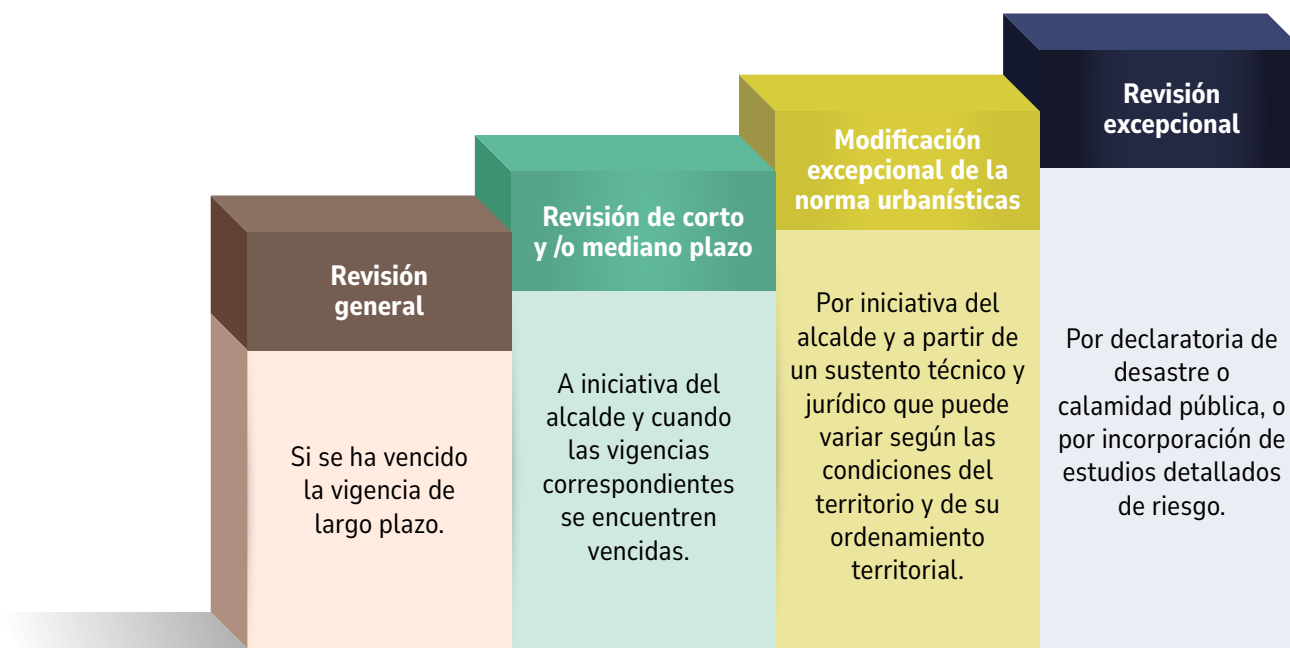 Revisión
general
Si se ha vencido
la vigencia de
largo plazo.
Revisión de corto
y /o mediano plazo
A iniciativa del
alcalde y cuando
las vigencias
correspondientes
se encuentren
vencidas.
Modificación
excepcional de la
norma urbanísticas
Por iniciativa del
alcalde y a partir de
un sustento técnico y
jurídico que puede
variar según las
condiciones del
territorio y de su
ordenamiento
territorial.
Revisión
excepcional
Por declaratoria de
desastre o
calamidad pública, o
por incorporación de
estudios detallados
de riesgo.